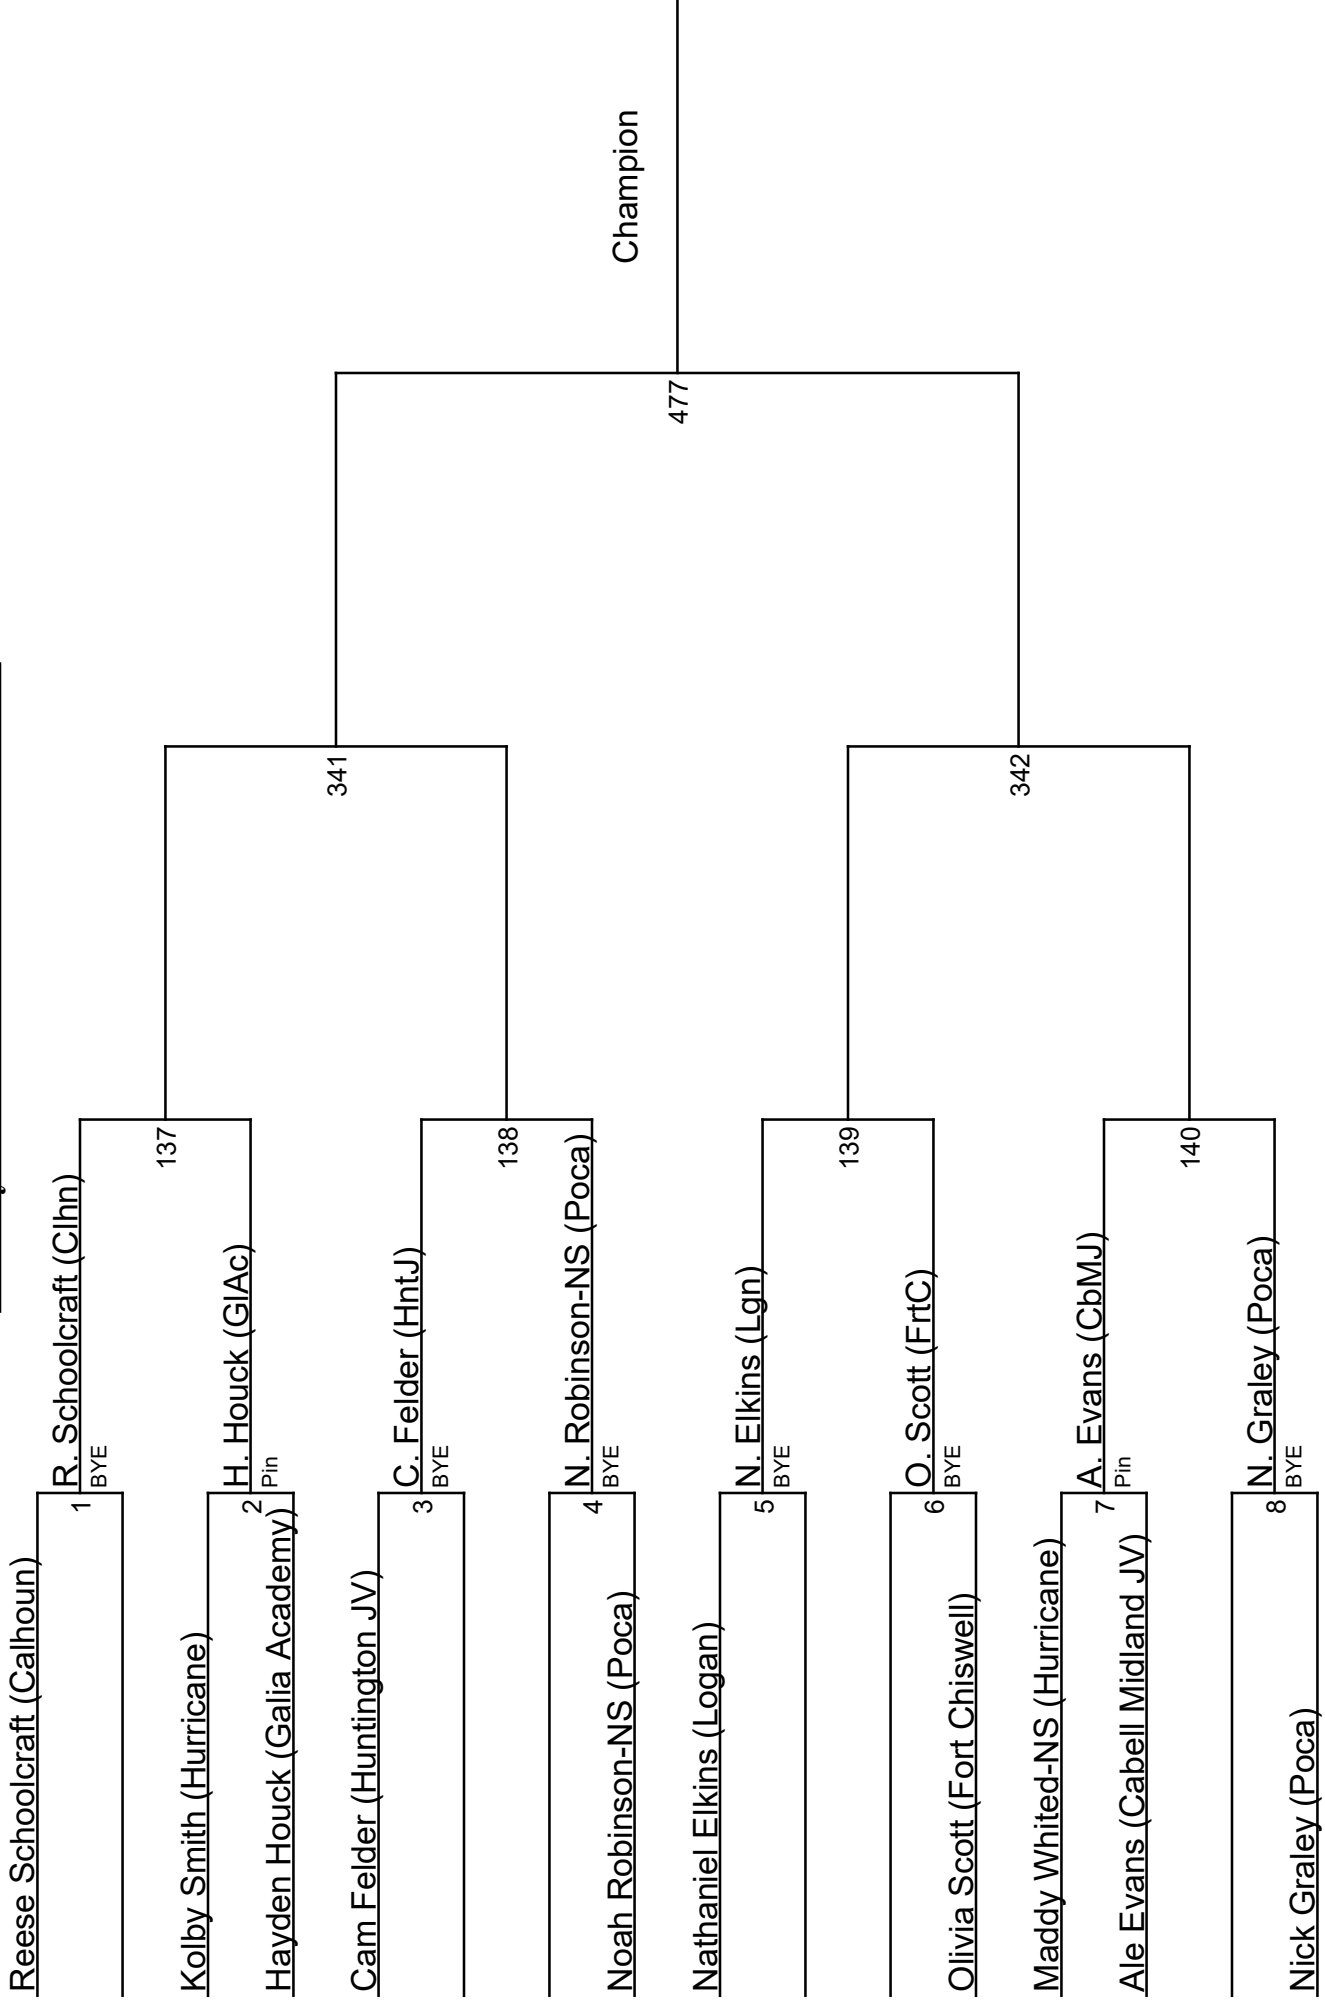 Reese Schoolcraft (Calhoun)
1
Kolby Smith (Hurricane)
2
Hayden Houck (Galia Academy)
Cam Felder (Huntington JV)
3
4
Noah Robinson-NS (Poca)
Nathaniel Elkins (Logan)
5
6
Olivia Scott (Fort Chiswell)
Maddy Whited-NS (Hurricane)
7
Ale Evans (Cabell Midland JV)
8
Nick Graley (Poca)
R. Schoolcraft (Clhn)
BYE
137
H. Houck (GlAc)
Pin
C. Felder (HntJ)
BYE
138
N. Robinson-NS (Poca)
BYE
N. Elkins (Lgn)
BYE
139
O. Scott (FrtC)
BYE
A. Evans (CbMJ)
Pin
140
N. Graley (Poca)
BYE
341
342
477
Champion